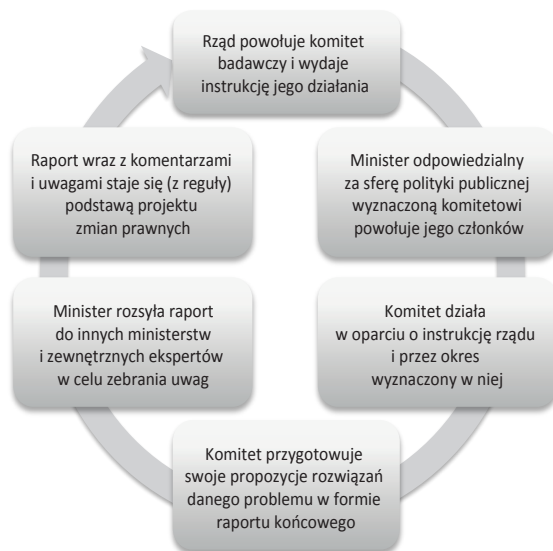 Rząd powołuje komitet
badawczy i wydaje
instrukcję jego działania
Minister odpowiedzialny
za sferę polityki publicznej
wyznaczoną komitetowi
powołuje jego członków
Komitet działa
w oparciu o instrukcję rządu
i przez okres
wyznaczony w niej
Komitet przygotowuje
swoje propozycje rozwiązań
danego problemu w formie
raportu końcowego
Minister rozsyła raport
do innych ministerstw
i zewnętrznych ekspertów
w celu zebrania uwag
Raport wraz z komentarzami
i uwagami staje się (z reguły)
podstawą projektu
zmian prawnych